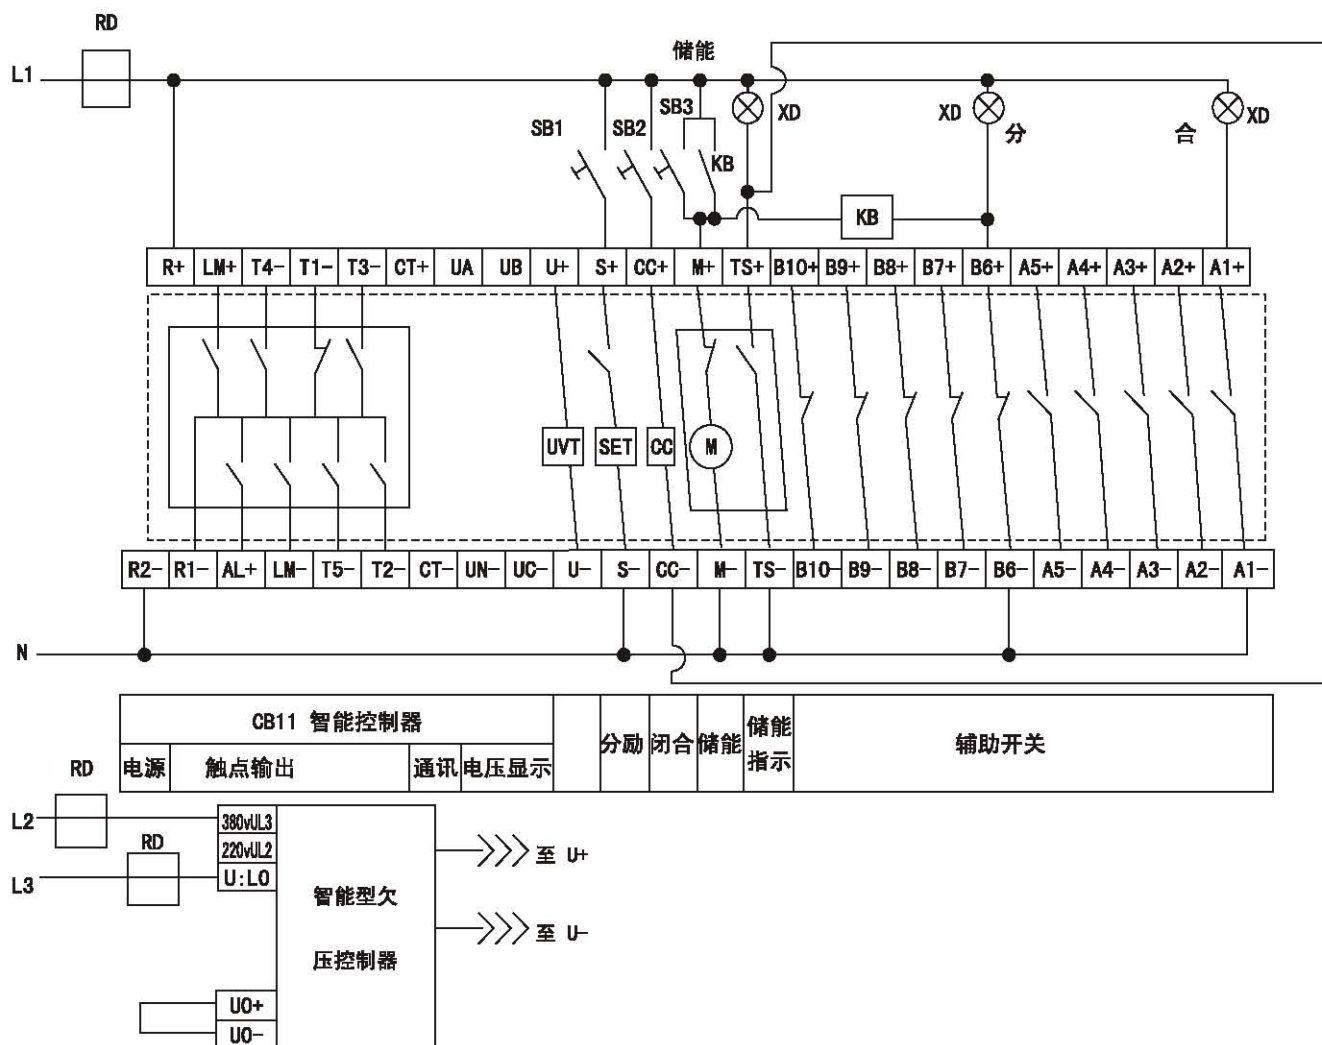 RD
L1
储能
SB1
SB2
SB3
KB
XD
XD
分
合
XD
KB
R+ LM+ T4- T1- T3- CT+ UA UB U+ S+ CC+ M+ TS+ B10+ B9+ B8+ B7+ B6+ A5+ A4+ A3+ A2+ A1+
UVT SET CC M
R2- R1- AL+ LM- T5- T2- CT- UN- UC- U- S- CC- M- TS- B10- B9- B8- B7- B6- A5- A4- A3- A2- A1-
N
CB11 智能控制器
电源 触点输出 通讯 电压显示
分励 闭合 储能
储能
指示
辅助开关
RD
L2
380vUL3
220vUL2
RD
L3
U:L0
智能型欠
压控制器
至 U+
至 U-
U0+
U0-